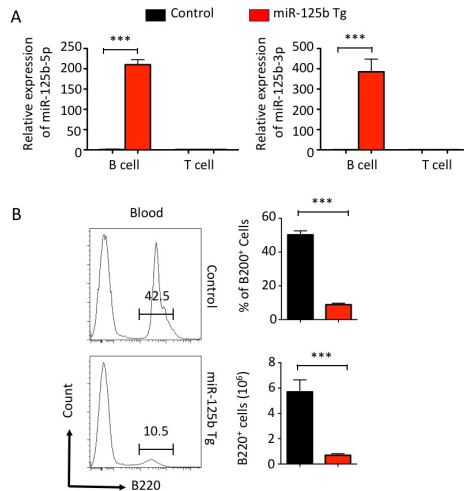 Control
miR-125b Tg
A
Relative expression
of miR-125b-5p
250
200
150
100
50
0
***
B cell
T cell
Relative expression
of miR-125b-3p
500
400
300
200
100
0
***
B cell
T cell
B
Blood
42.5
Control
10.5
miR-125b Tg
Count
B220
% of B200⁺ Cells
60
40
20
0
***
B220⁺ cells (10⁶)
8
6
4
2
0
***